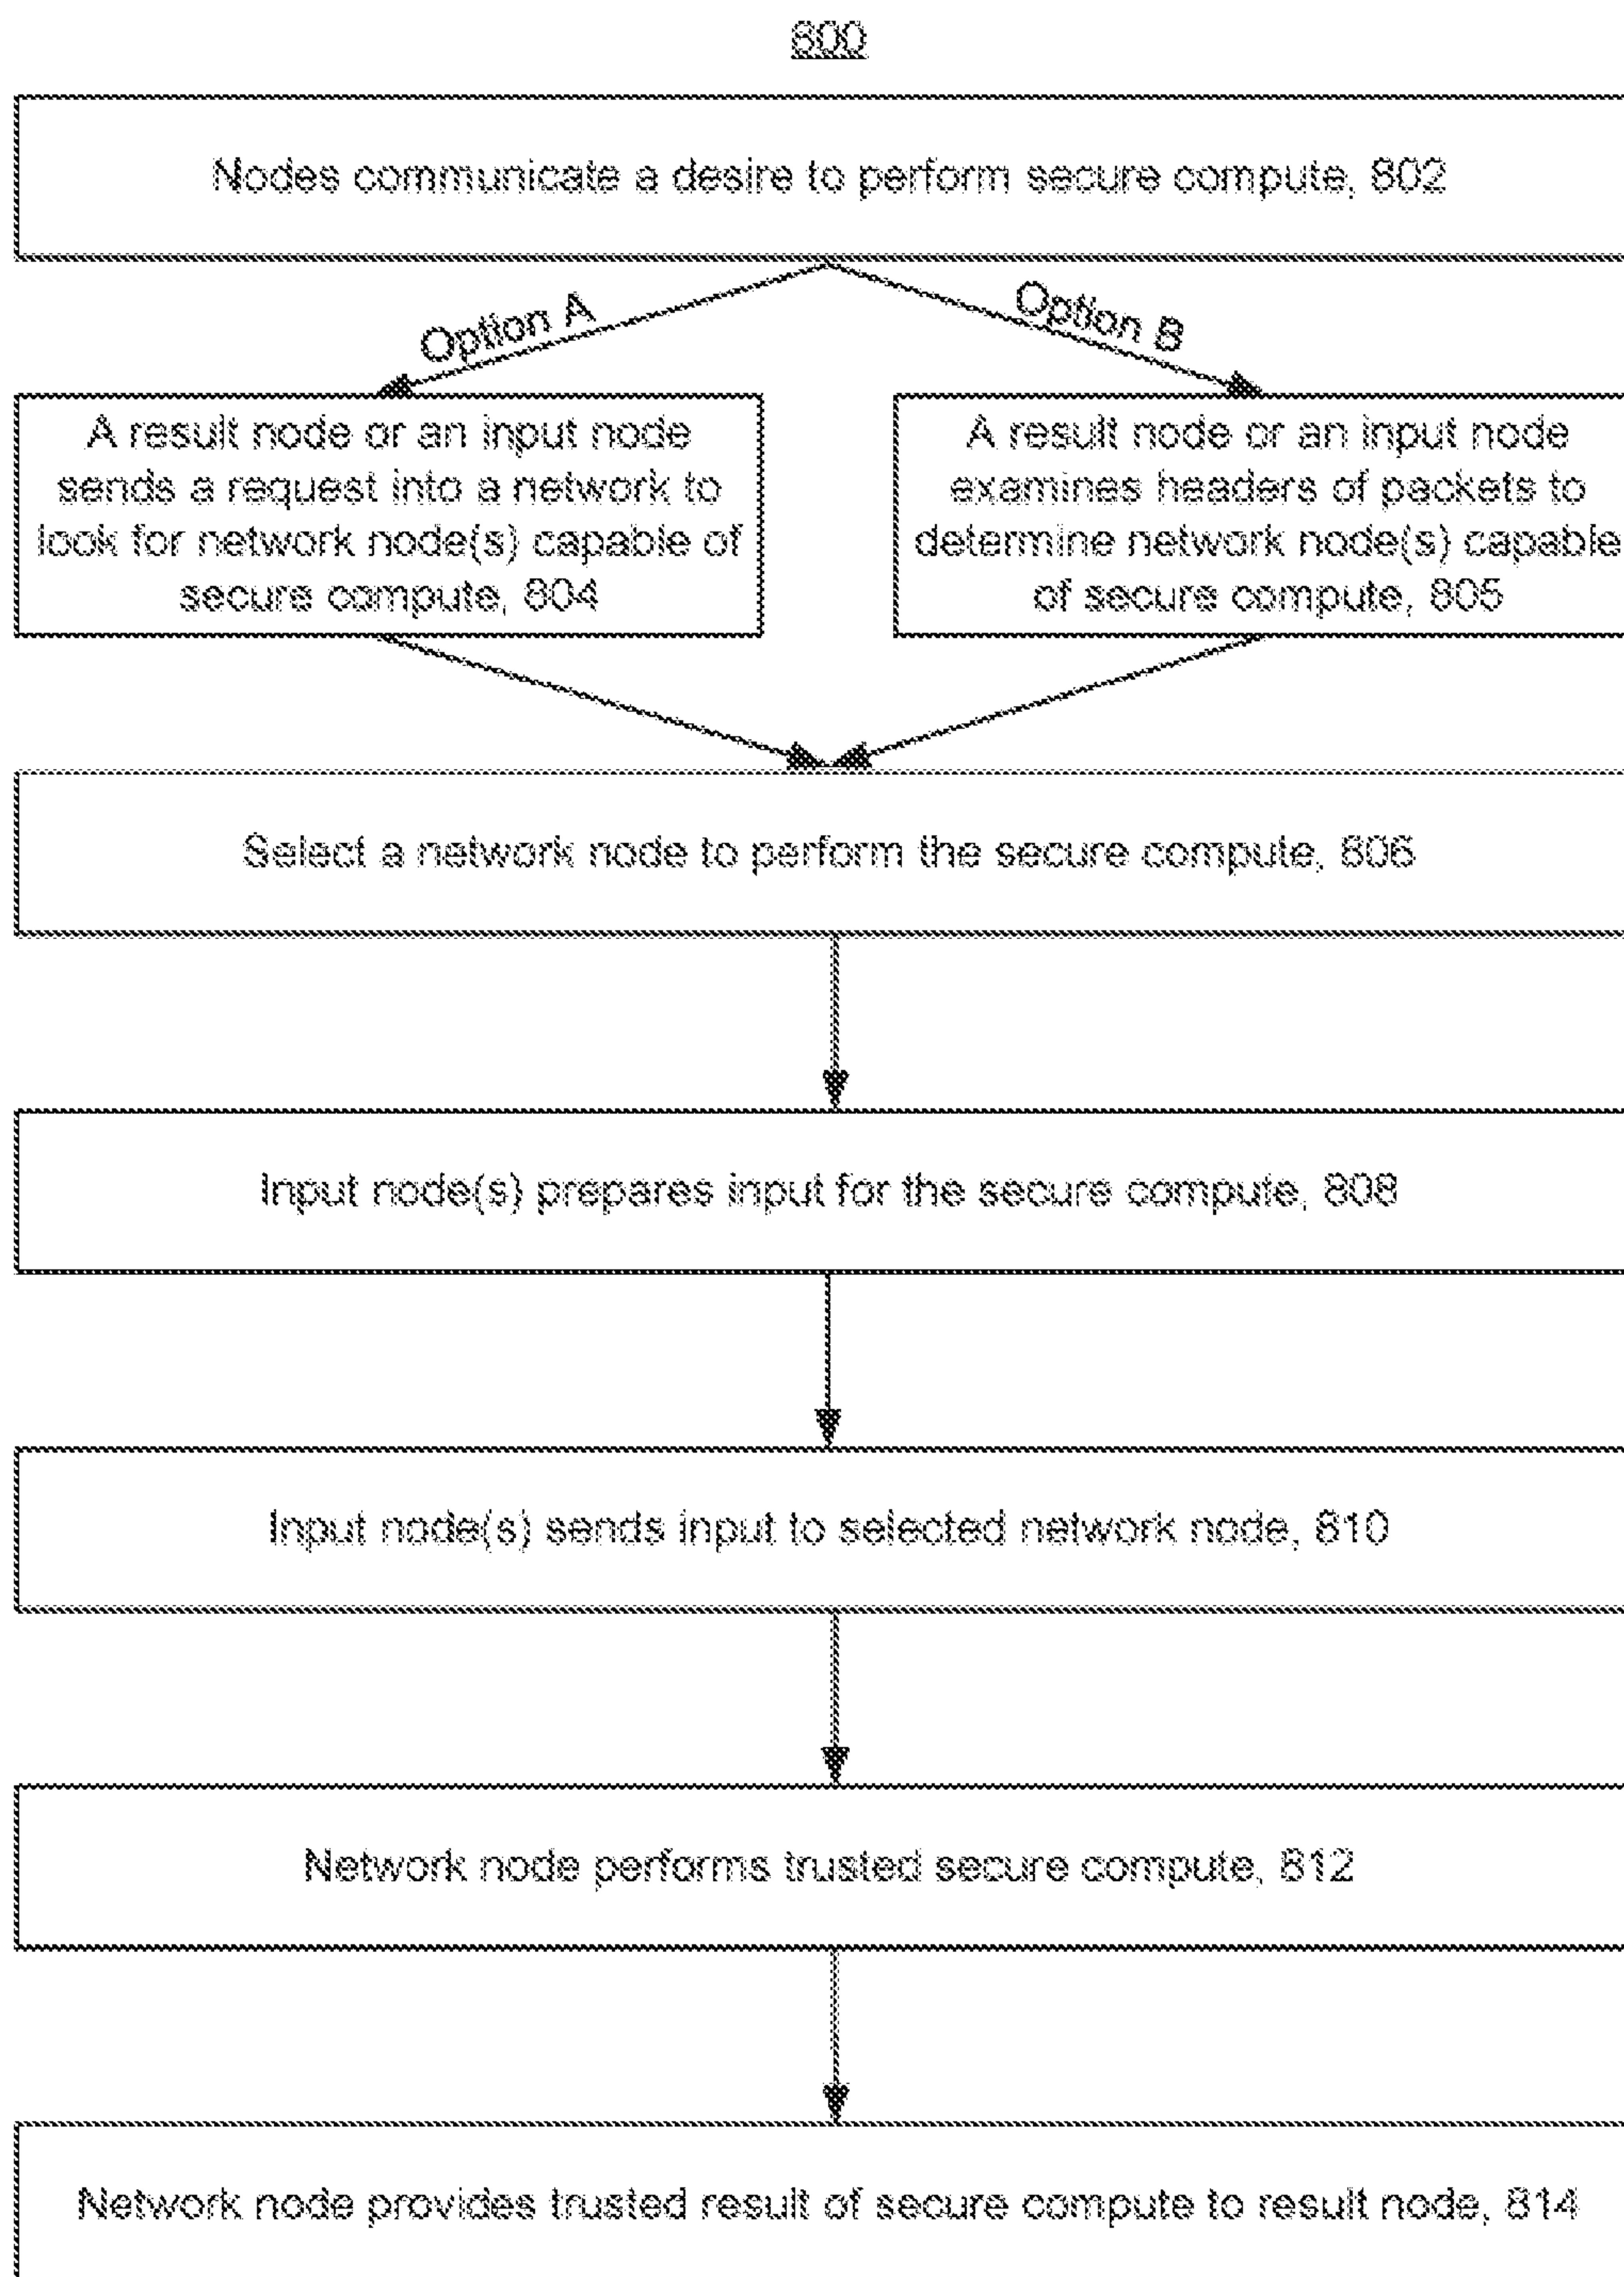 800
Nodes communicate a desire to perform secure compute, 802
Option A
Option B
A result node or an input node
sends a request into a network to
look for network node(s) capable of
secure compute, 804
A result node or an input node
examines headers of packets to
determine network node(s) capable
of secure compute, 805
Select a network node to perform the secure compute, 806
Input node(s) prepares input for the secure compute, 808
Input node(s) sends input to selected network node, 810
Network node performs trusted secure compute, 812
Network node provides trusted result of secure compute to result node, 814